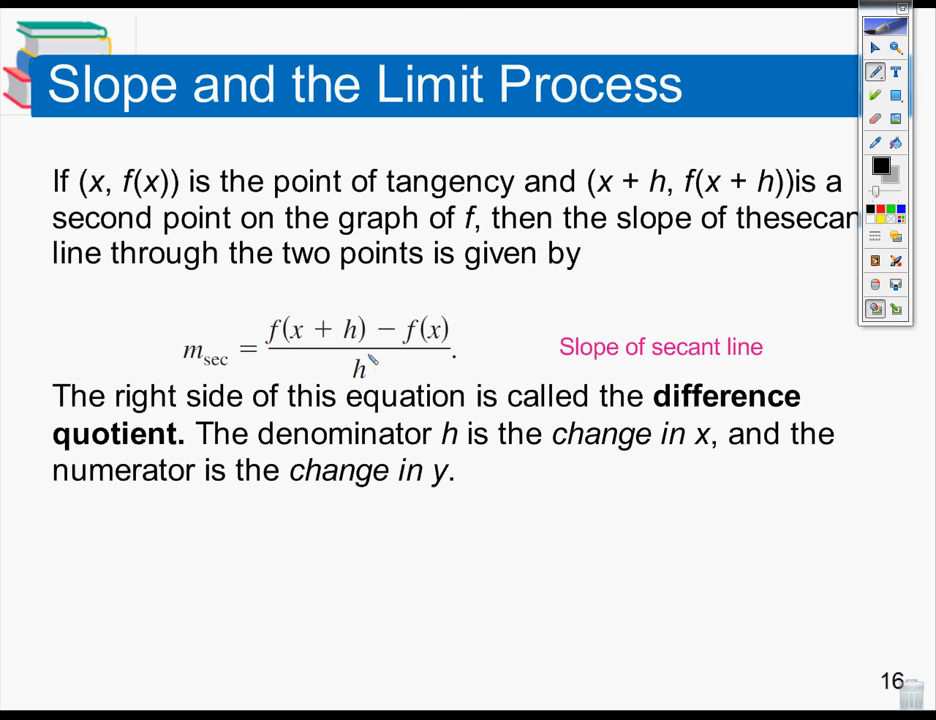 Slope and the Limit Process
If (x, f(x)) is the point of tangency and (x + h, f(x + h))is a
second point on the graph of f, then the slope of thesecan
line through the two points is given by
m_sec = \frac{f(x + h) − f(x)}{h}.
Slope of secant line
The right side of this equation is called the difference
quotient. The denominator h is the change in x, and the
numerator is the change in y.
16